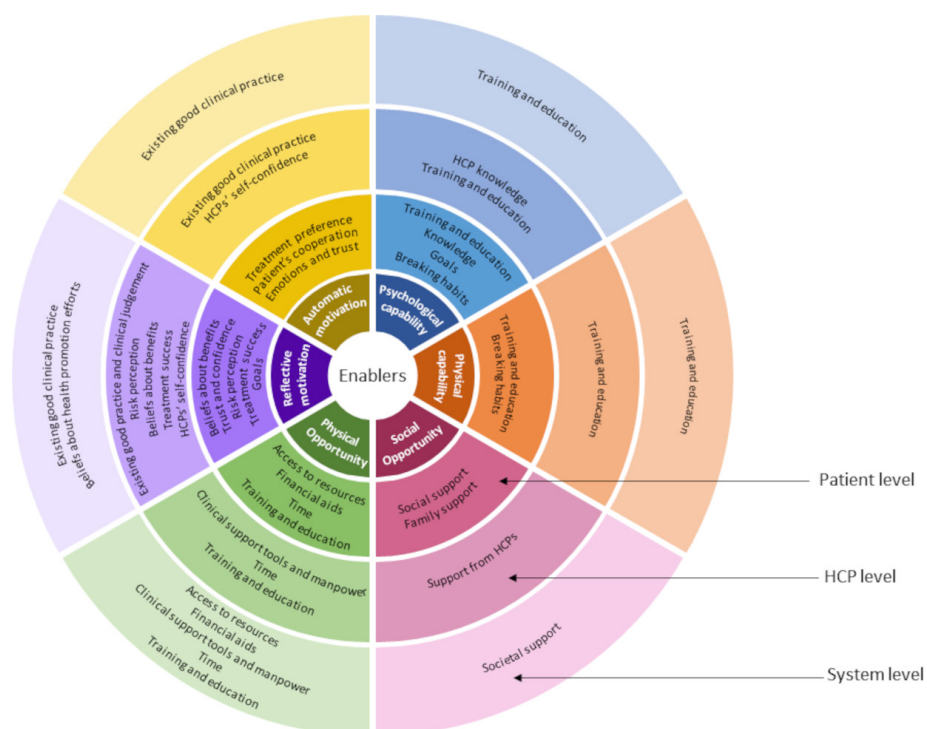 Existing good clinical practice
Existing good clinical practice
HCPs' self-confidence
Treatment preference
Patient's cooperation
Emotions and trust
Automatic
motivation
Training and education
HCP knowledge
Training and education
Training and education
Knowledge
Goals
Breaking habits
Psychological
capability
Physical
capability
Training and education
Breaking habits
Training and education
Training and education
Social
Opportunity
Social support
Family support
Support from HCPs
Societal support
Physical
Opportunity
Access to resources
Financial aids
Time
Training and education
Clinical support tools and manpower
Time
Training and education
Access to resources
Financial aids
Clinical support tools and manpower
Time
Training and education
Reflective
motivation
Beliefs about benefits
Trust and confidence
Risk perception
Treatment success
Goals
Existing good practice and clinical judgement
Risk perception
Beliefs about benefits
Treatment success
HCPs' self-confidence
Existing good clinical practice
Beliefs about health promotion efforts
Enablers
Patient level
HCP level
System level